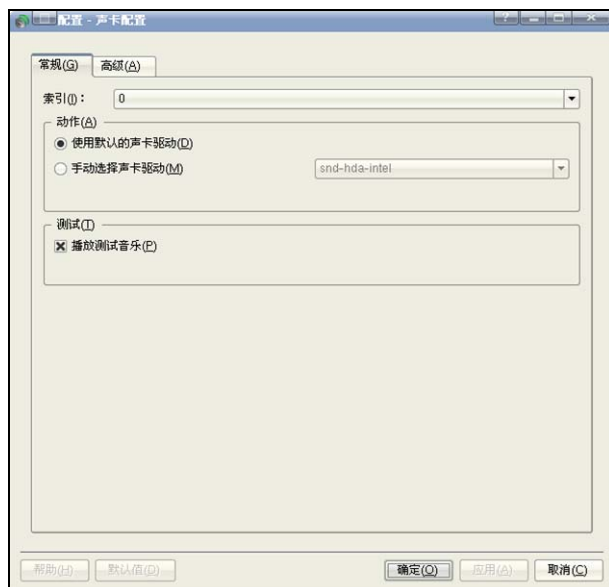 配置 - 声卡配置
常规(G) 高级(A)
索引(I): 0
动作(A)
使用默认的声卡驱动(D)
手动选择声卡驱动(M) snd-hda-intel
测试(T)
播放测试音乐(P)
帮助(H) 默认值(D) 确定(O) 应用(A) 取消(C)